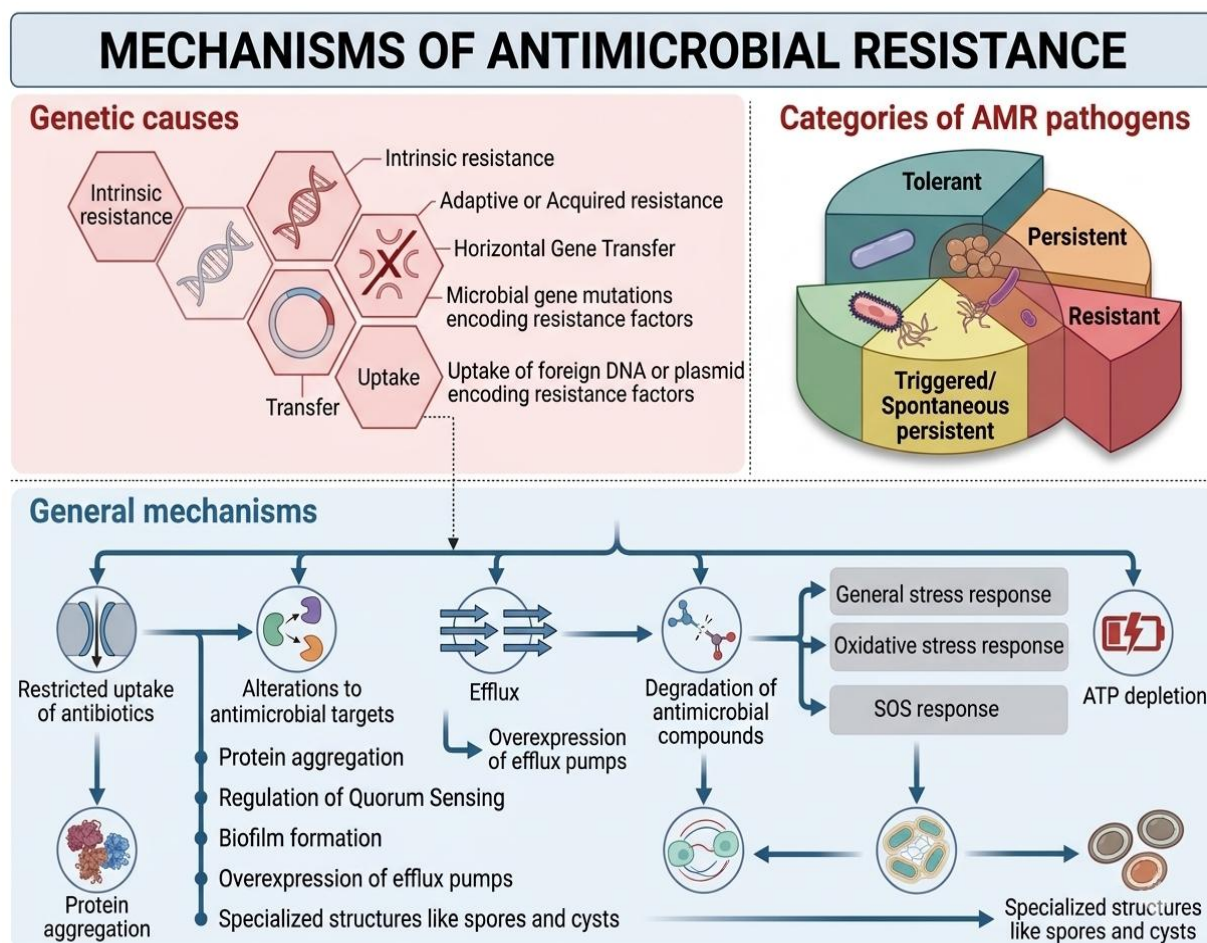 MECHANISMS OF ANTIMICROBIAL RESISTANCE
Genetic causes
Intrinsic
resistance
Intrinsic resistance
Adaptive or Acquired resistance
Horizontal Gene Transfer
Microbial gene mutations
encoding resistance factors
Uptake
Uptake of foreign DNA or plasmid
encoding resistance factors
Transfer
Categories of AMR pathogens
Tolerant
Persistent
Resistant
Triggered/
Spontaneous
persistent
General mechanisms
Restricted uptake
of antibiotics
Alterations to
antimicrobial targets
Efflux
Degradation of
antimicrobial
compounds
General stress response
Oxidative stress response
SOS response
ATP depletion
Overexpression
of efflux pumps
Protein
aggregation
Protein aggregation
Regulation of Quorum Sensing
Biofilm formation
Overexpression of efflux pumps
Specialized structures like spores and cysts
Specialized structures
like spores and cysts